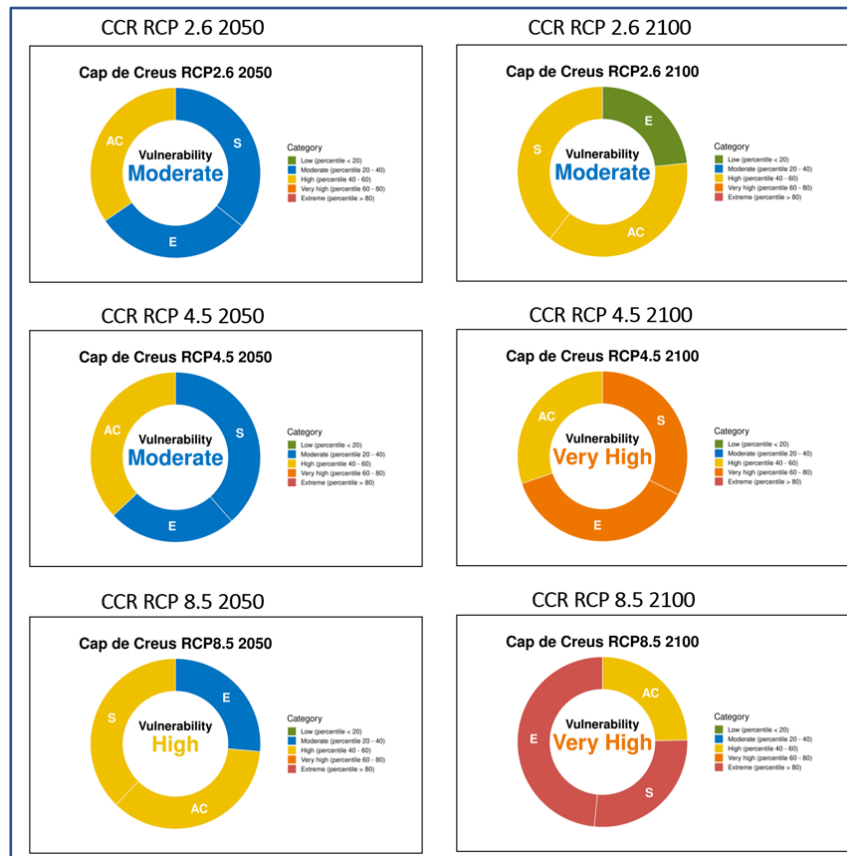 CCR RCP 2.6 2050
Cap de Creus RCP2.6 2050
AC
S
E
Vulnerability
Moderate
Category
Low (percentile < 20)
Moderate (percentile 20 - 40)
High (percentile 40 - 60)
Very high (percentile 60 - 80)
Extreme (percentile > 80)
CCR RCP 2.6 2100
Cap de Creus RCP2.6 2100
E
S
AC
Vulnerability
Moderate
Category
Low (percentile < 20)
Moderate (percentile 20 - 40)
High (percentile 40 - 60)
Very high (percentile 60 - 80)
Extreme (percentile > 80)
CCR RCP 4.5 2050
Cap de Creus RCP4.5 2050
AC
S
E
Vulnerability
Moderate
Category
Low (percentile < 20)
Moderate (percentile 20 - 40)
High (percentile 40 - 60)
Very high (percentile 60 - 80)
Extreme (percentile > 80)
CCR RCP 4.5 2100
Cap de Creus RCP4.5 2100
AC
S
E
Vulnerability
Very High
Category
Low (percentile < 20)
Moderate (percentile 20 - 40)
High (percentile 40 - 60)
Very high (percentile 60 - 80)
Extreme (percentile > 80)
CCR RCP 8.5 2050
Cap de Creus RCP8.5 2050
E
S
AC
Vulnerability
High
Category
Low (percentile < 20)
Moderate (percentile 20 - 40)
High (percentile 40 - 60)
Very high (percentile 60 - 80)
Extreme (percentile > 80)
CCR RCP 8.5 2100
Cap de Creus RCP8.5 2100
AC
E
S
Vulnerability
Very High
Category
Low (percentile < 20)
Moderate (percentile 20 - 40)
High (percentile 40 - 60)
Very high (percentile 60 - 80)
Extreme (percentile > 80)